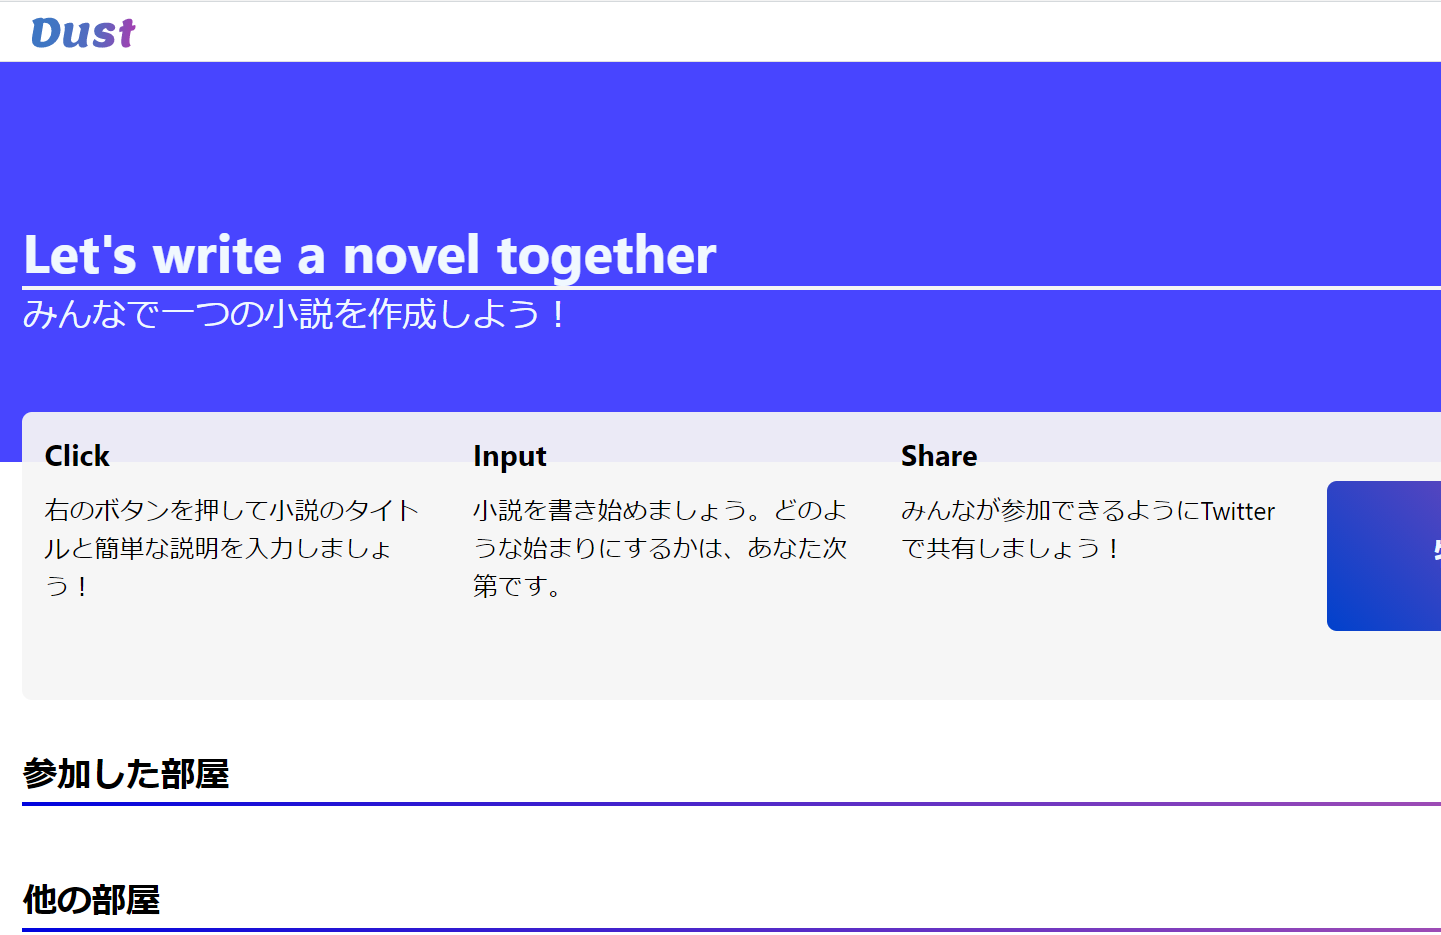 Dust
Let's write a novel together
みんなで一つの小説を作成しよう！
Click
右のボタンを押して小説のタイト
ルと簡単な説明を入力しましょ
う！
Input
小説を書き始めましょう。どのよ
うな始まりにするかは、あなた次
第です。
Share
みんなが参加できるようにTwitter
で共有しましょう！
参加した部屋
他の部屋